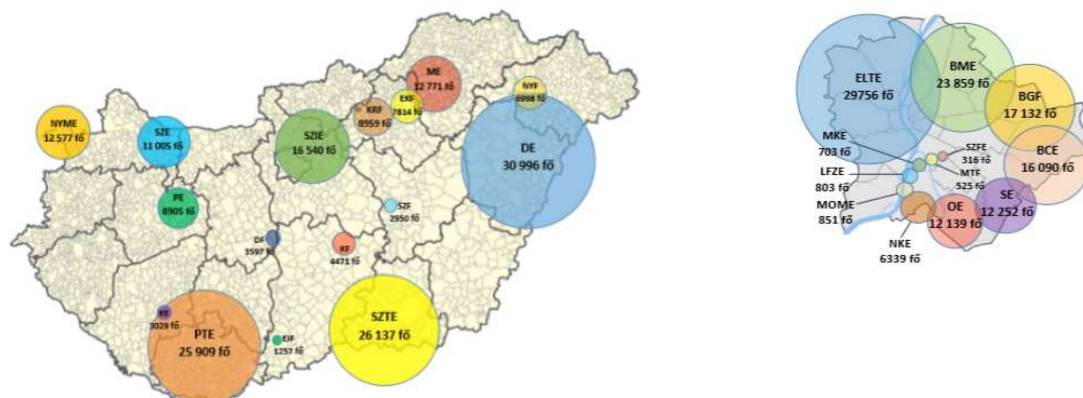 ME
12 771 fő
NYF
6998 fő
EKF
7814 fő
KRF
8959 fő
NYME
12 577 fő
SZE
11 005 fő
SZIE
16 540 fő
DE
30 996 fő
PE
8905 fő
SZF
2950 fő
DF
3597 fő
KF
4471 fő
KE
3029 fő
PTE
25 909 fő
EJF
1257 fő
SZTE
26 137 fő
ELTE
29756 fő
BME
23 859 fő
BGF
17 132 fő
BCE
16 090 fő
MKE
703 fő
SZFE
316 fő
LFZE
803 fő
MTF
525 fő
MOME
851 fő
SE
12 252 fő
OE
12 139 fő
NKE
6339 fő